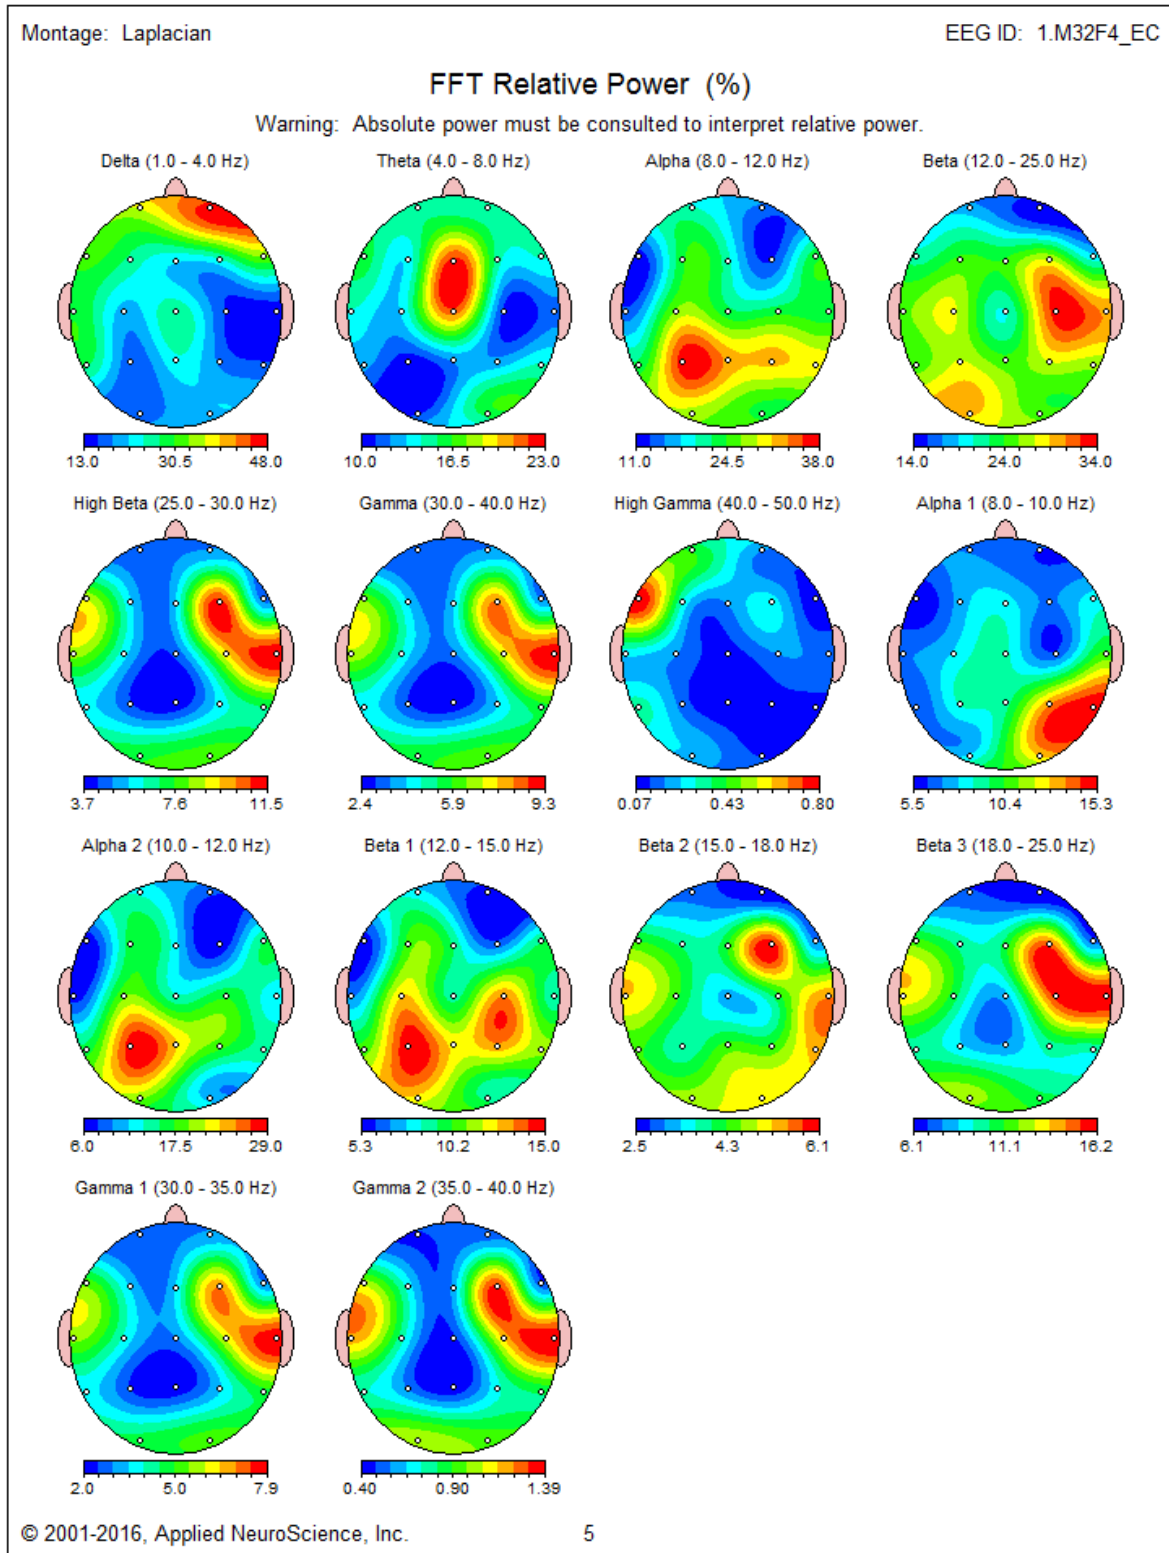 Montage: Laplacian EEG ID: 1.M32F4_EC
FFT Relative Power (%)
Warning: Absolute power must be consulted to interpret relative power.
Delta (1.0 - 4.0 Hz) Theta (4.0 - 8.0 Hz) Alpha (8.0 - 12.0 Hz) Beta (12.0 - 25.0 Hz)
13.0 30.5 48.0 10.0 16.5 23.0 11.0 24.5 38.0 14.0 24.0 34.0
High Beta (25.0 - 30.0 Hz) Gamma (30.0 - 40.0 Hz) High Gamma (40.0 - 50.0 Hz) Alpha 1 (8.0 - 10.0 Hz)
3.7 7.6 11.5 2.4 5.9 9.3 0.07 0.43 0.80 5.5 10.4 15.3
Alpha 2 (10.0 - 12.0 Hz) Beta 1 (12.0 - 15.0 Hz) Beta 2 (15.0 - 18.0 Hz) Beta 3 (18.0 - 25.0 Hz)
6.0 17.5 29.0 5.3 10.2 15.0 2.5 4.3 6.1 6.1 11.1 16.2
Gamma 1 (30.0 - 35.0 Hz) Gamma 2 (35.0 - 40.0 Hz)
2.0 5.0 7.9 0.40 0.90 1.39
© 2001-2016, Applied NeuroScience, Inc. 5